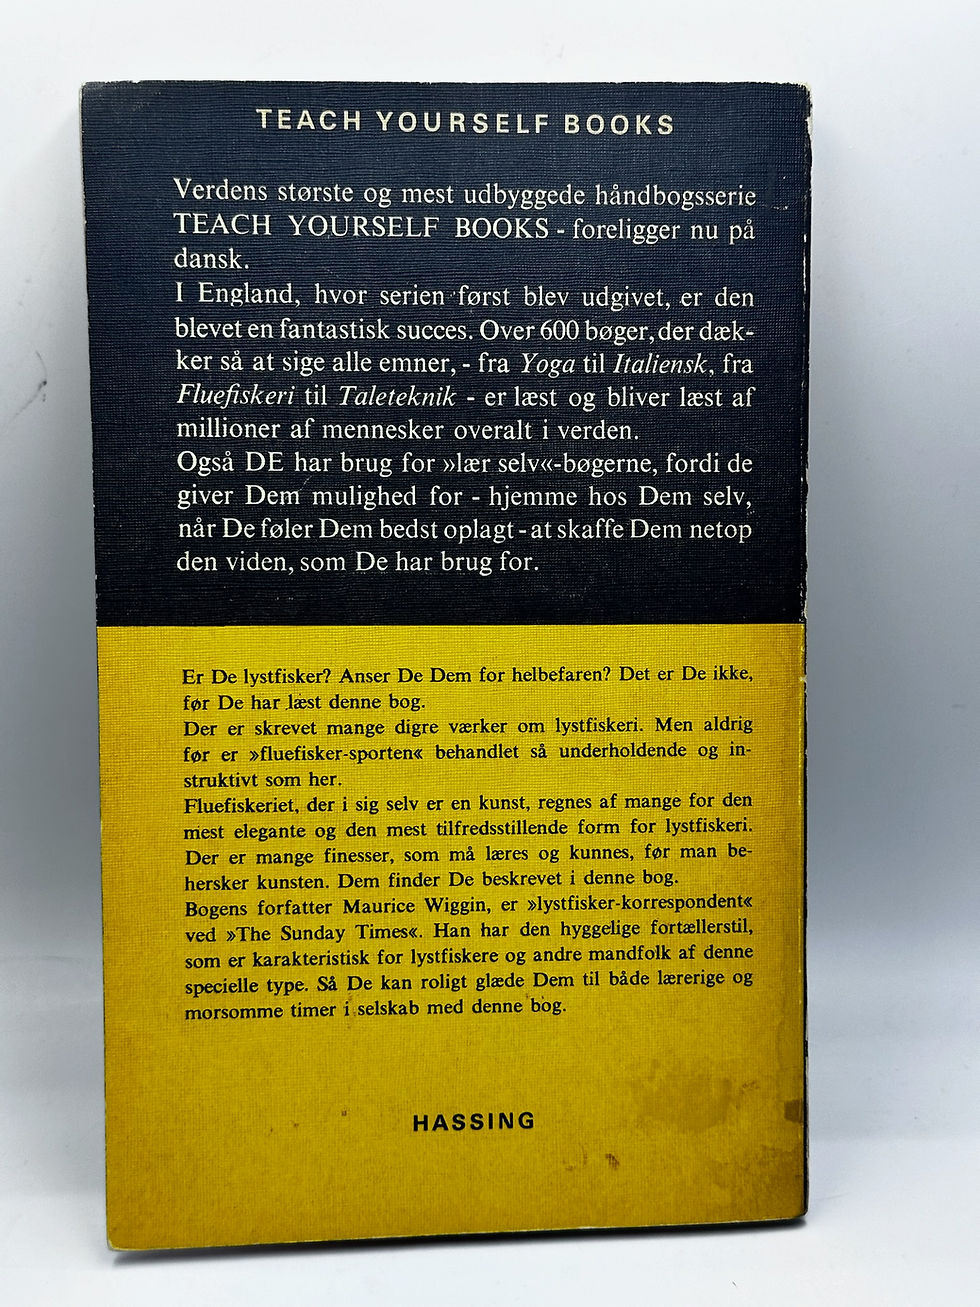 TEACH YOURSELF BOOKS
Verdens største og mest udbyggede håndbogsserie
TEACH YOURSELF BOOKS - foreligger nu på
dansk.
I England, hvor serien først blev udgivet, er den
blevet en fantastisk succes. Over 600 bøger, der dæk-
ker så at sige alle emner, - fra Yoga til Italiensk, fra
Fluefiskeri til Taleteknik - er læst og bliver læst af
millioner af mennesker overalt i verden.
Også DE har brug for »lær selv«-bøgerne, fordi de
giver Dem mulighed for - hjemme hos Dem selv,
når De føler Dem bedst oplagt - at skaffe Dem netop
den viden, som De har brug for.
Er De lystfisker? Anser De Dem for helbefaren? Det er De ikke,
før De har læst denne bog.
Der er skrevet mange digre værker om lystfiskeri. Men aldrig
før er »fluefisker-sporten« behandlet så underholdende og in-
struktivt som her.
Fluefiskeriet, der i sig selv er en kunst, regnes af mange for den
mest elegante og den mest tilfredsstillende form for lystfiskeri.
Der er mange finesser, som må læres og kunnes, før man be-
hersker kunsten. Dem finder De beskrevet i denne bog.
Bogens forfatter Maurice Wiggin, er »lystfisker-korrespondent«
ved »The Sunday Times«. Han har den hyggelige fortællerstil,
som er karakteristisk for lystfiskere og andre mandfolk af denne
specielle type. Så De kan roligt glæde Dem til både lærerige og
morsomme timer i selskab med denne bog.
HASSING